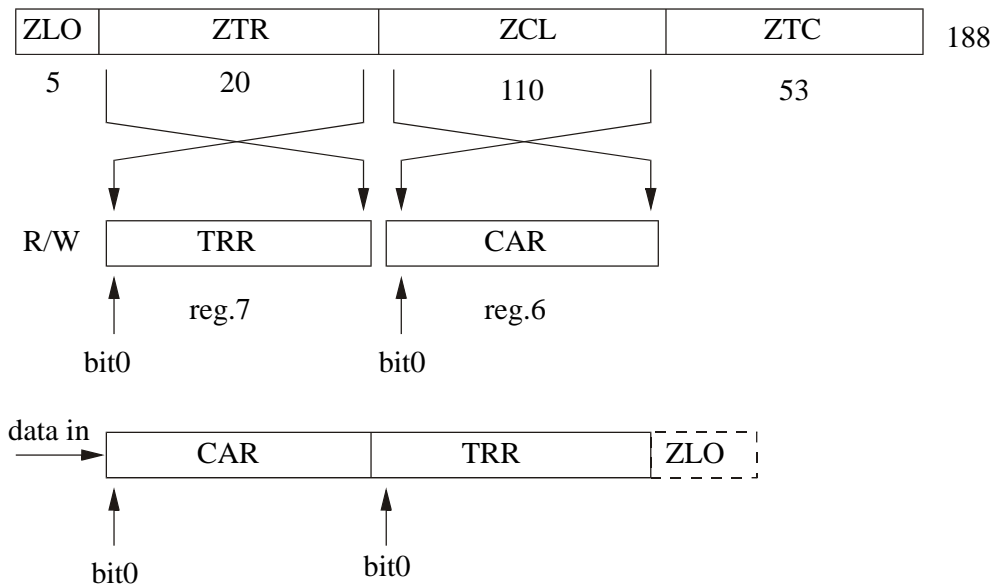 ZLO ZTR ZCL ZTC 188
5 20 110 53
R/W TRR CAR
reg.7 reg.6
bit0 bit0
data in CAR TRR ZLO
bit0 bit0